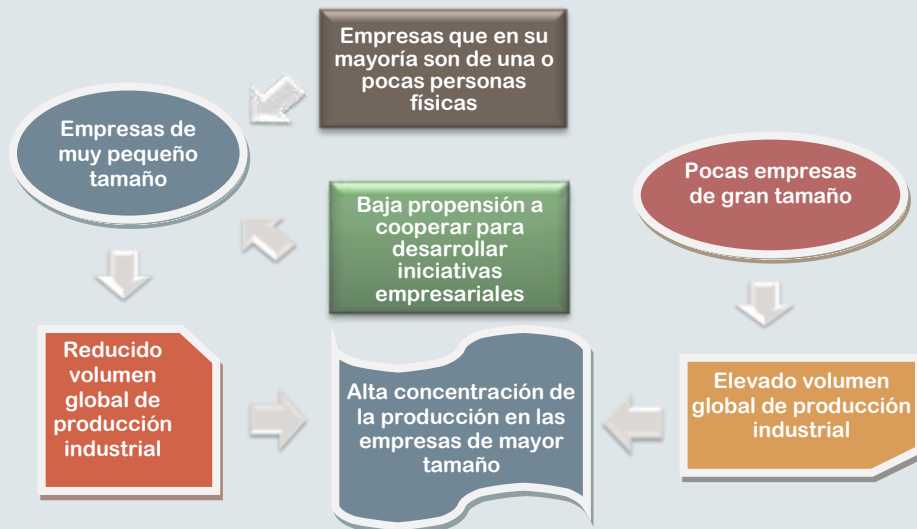 Empresas que en su
mayoría son de una o
pocas personas
físicas
Empresas de
muy pequeño
tamaño
Baja propensión a
cooperar para
desarrollar
iniciativas
empresariales
Pocas empresas
de gran tamaño
Reducido
volumen
global de
producción
industrial
Alta concentración de
la producción en las
empresas de mayor
tamaño
Elevado volumen
global de producción
industrial